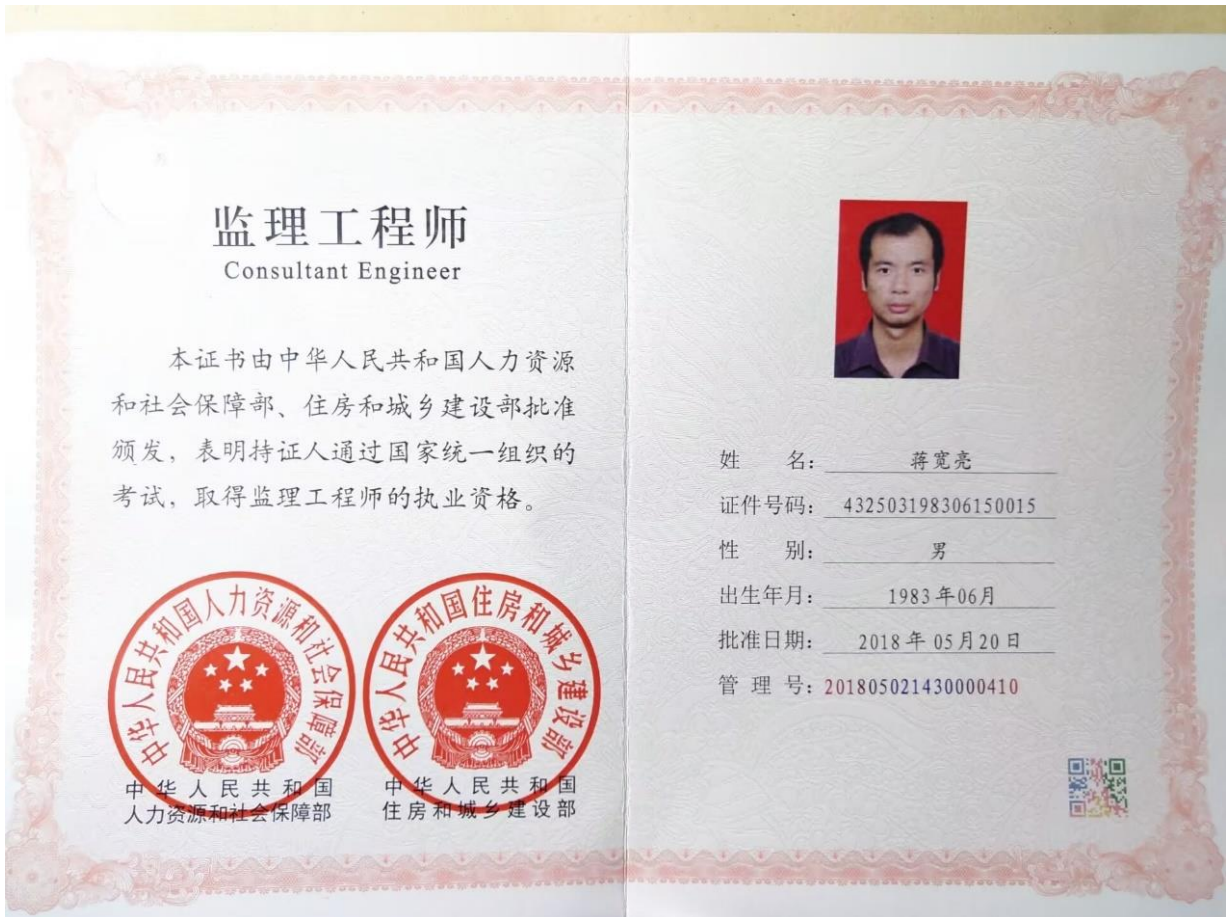 监理工程师
Consultant Engineer
本证书由中华人民共和国人力资源
和社会保障部、住房和城乡建设部批准
颁发，表明持证人通过国家统一组织的
考试，取得监理工程师的执业资格。
中华人民共和国人力资源和社会保障部
中华人民共和国住房和城乡建设部
中华人民共和国
人力资源和社会保障部
中华人民共和国
住房和城乡建设部
姓 名：蒋宽亮
证件号码：432503198306150015
性 别：男
出生年月：1983年06月
批准日期：2018年05月20日
管 理 号：201805021430000410